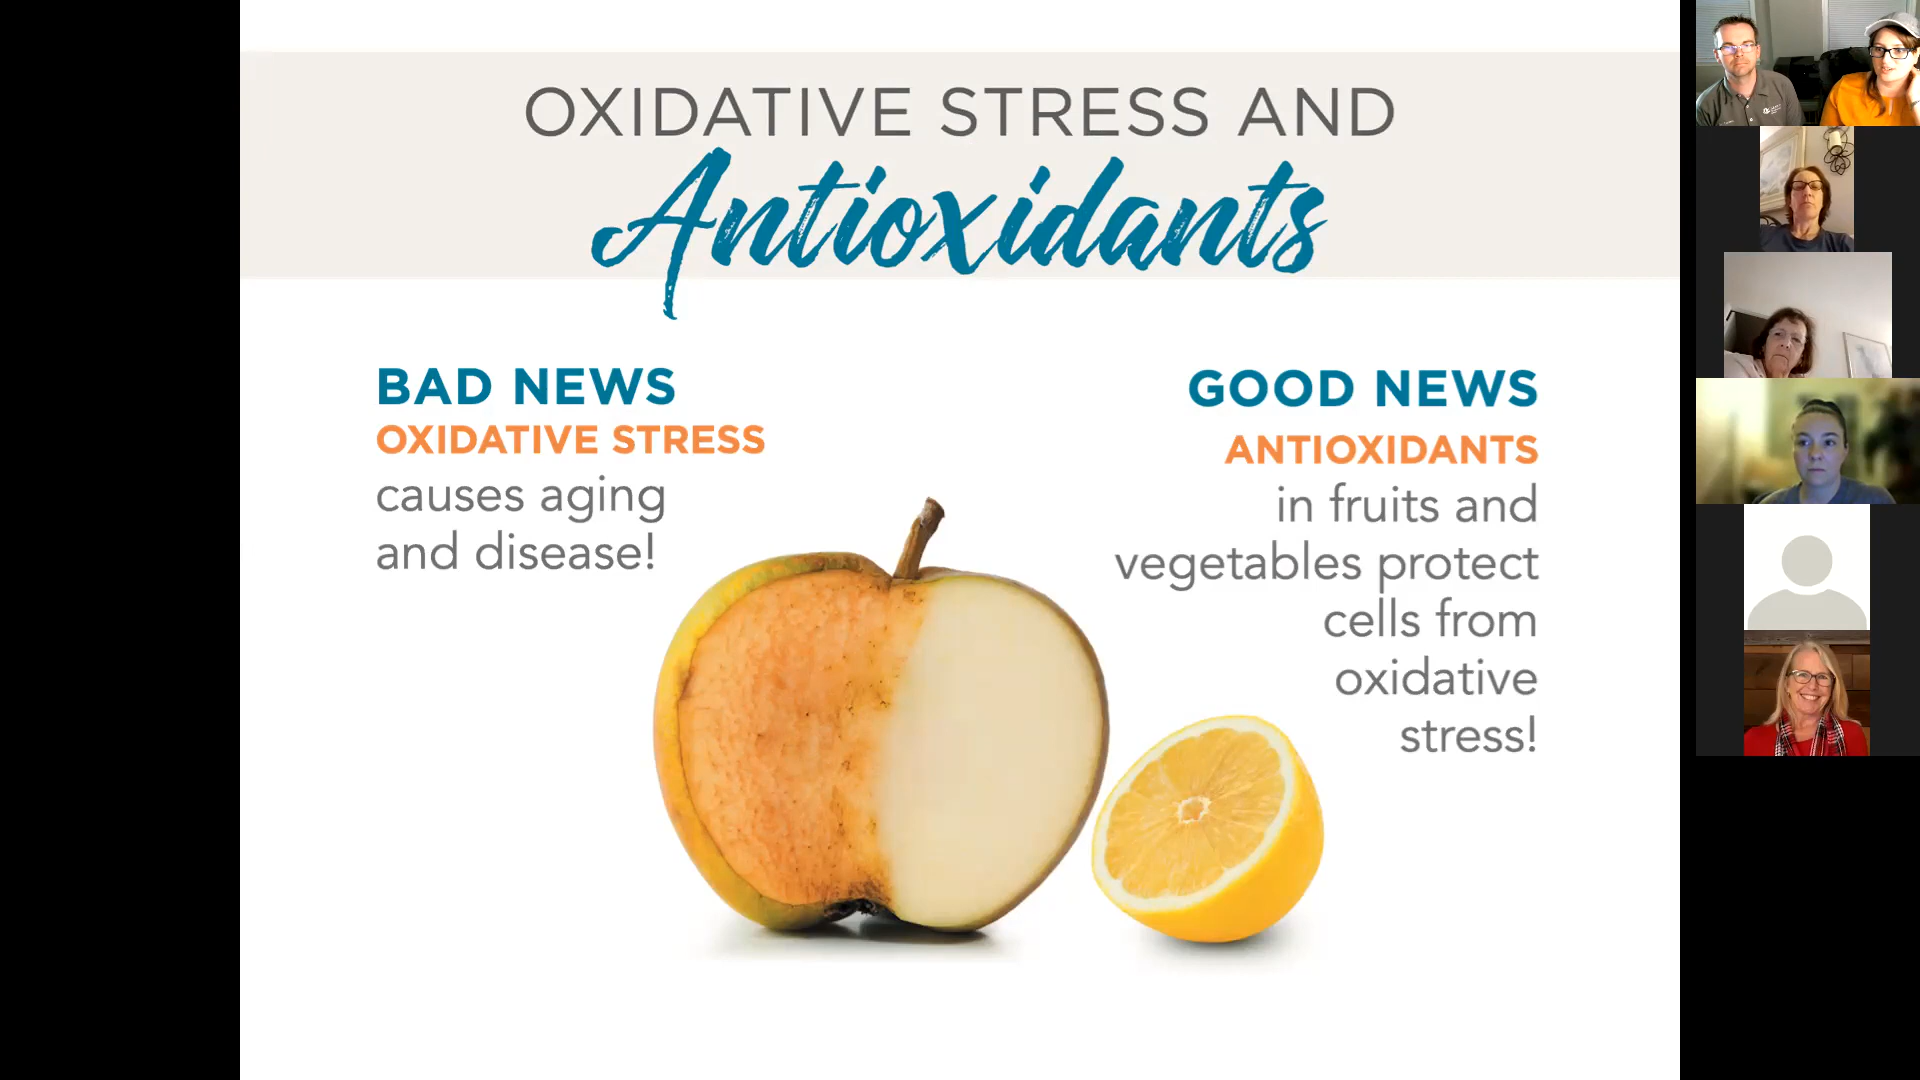 OXIDATIVE STRESS AND
Antioxidants
BAD NEWS
OXIDATIVE STRESS
causes aging
and disease!
GOOD NEWS
ANTIOXIDANTS
in fruits and
vegetables protect
cells from
oxidative
stress!